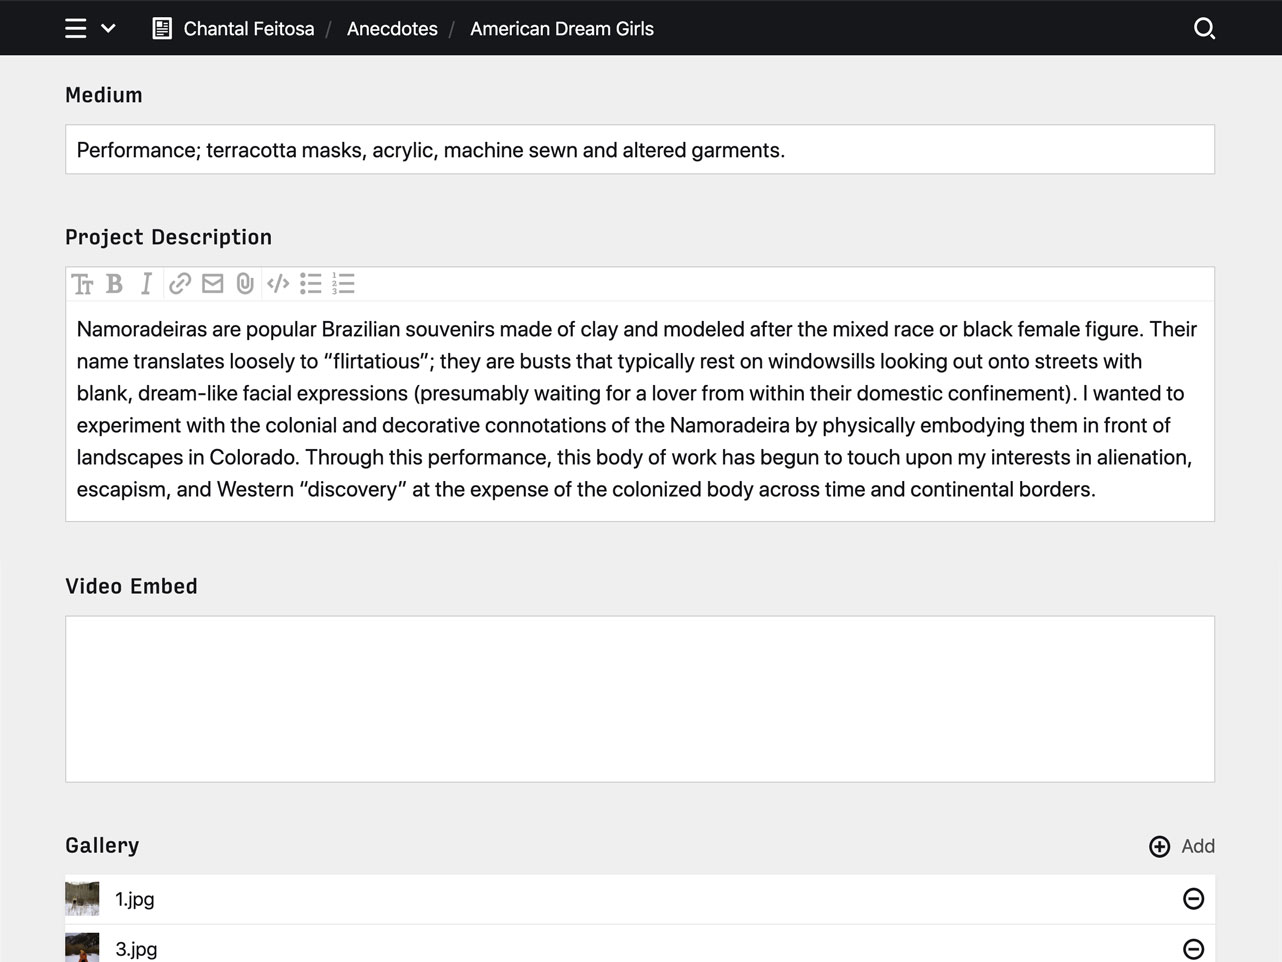 Chantal Feitosa / Anecdotes / American Dream Girls
Medium
Performance; terracotta masks, acrylic, machine sewn and altered garments.
Project Description
Namoradeiras are popular Brazilian souvenirs made of clay and modeled after the mixed race or black female figure. Their
name translates loosely to “flirtatious”; they are busts that typically rest on windowsills looking out onto streets with
blank, dream-like facial expressions (presumably waiting for a lover from within their domestic confinement). I wanted to
experiment with the colonial and decorative connotations of the Namoradeira by physically embodying them in front of
landscapes in Colorado. Through this performance, this body of work has begun to touch upon my interests in alienation,
escapism, and Western “discovery” at the expense of the colonized body across time and continental borders.
Video Embed
Gallery
Add
1.jpg
3.jpg